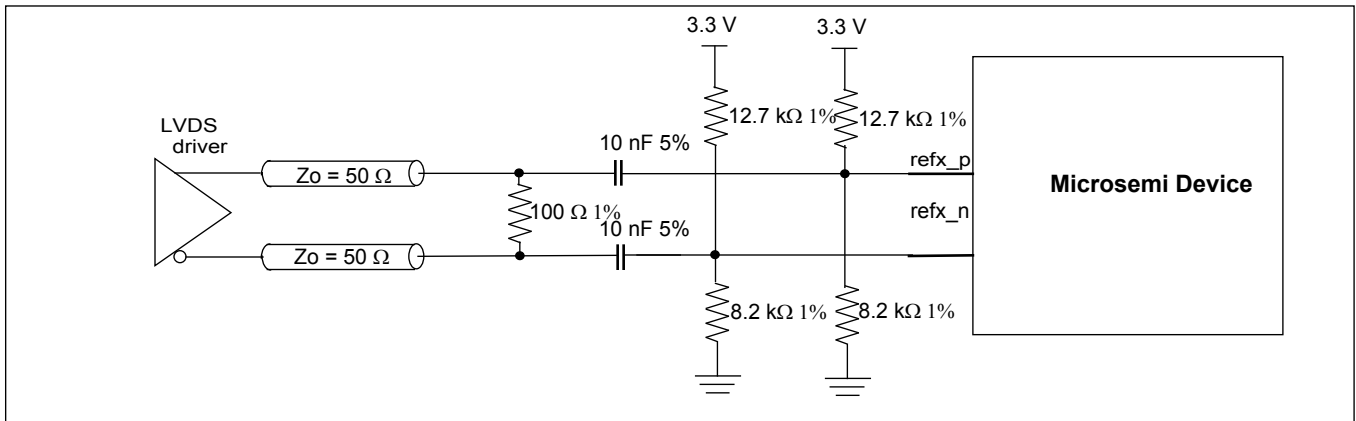 3.3 V
3.3 V
12.7 kΩ 1%
12.7 kΩ 1%
LVDS
driver
10 nF 5%
refx_p
Zo = 50 Ω
Microsemi Device
100 Ω 1%
refx_n
10 nF 5%
Zo = 50 Ω
8.2 kΩ 1%
8.2 kΩ 1%